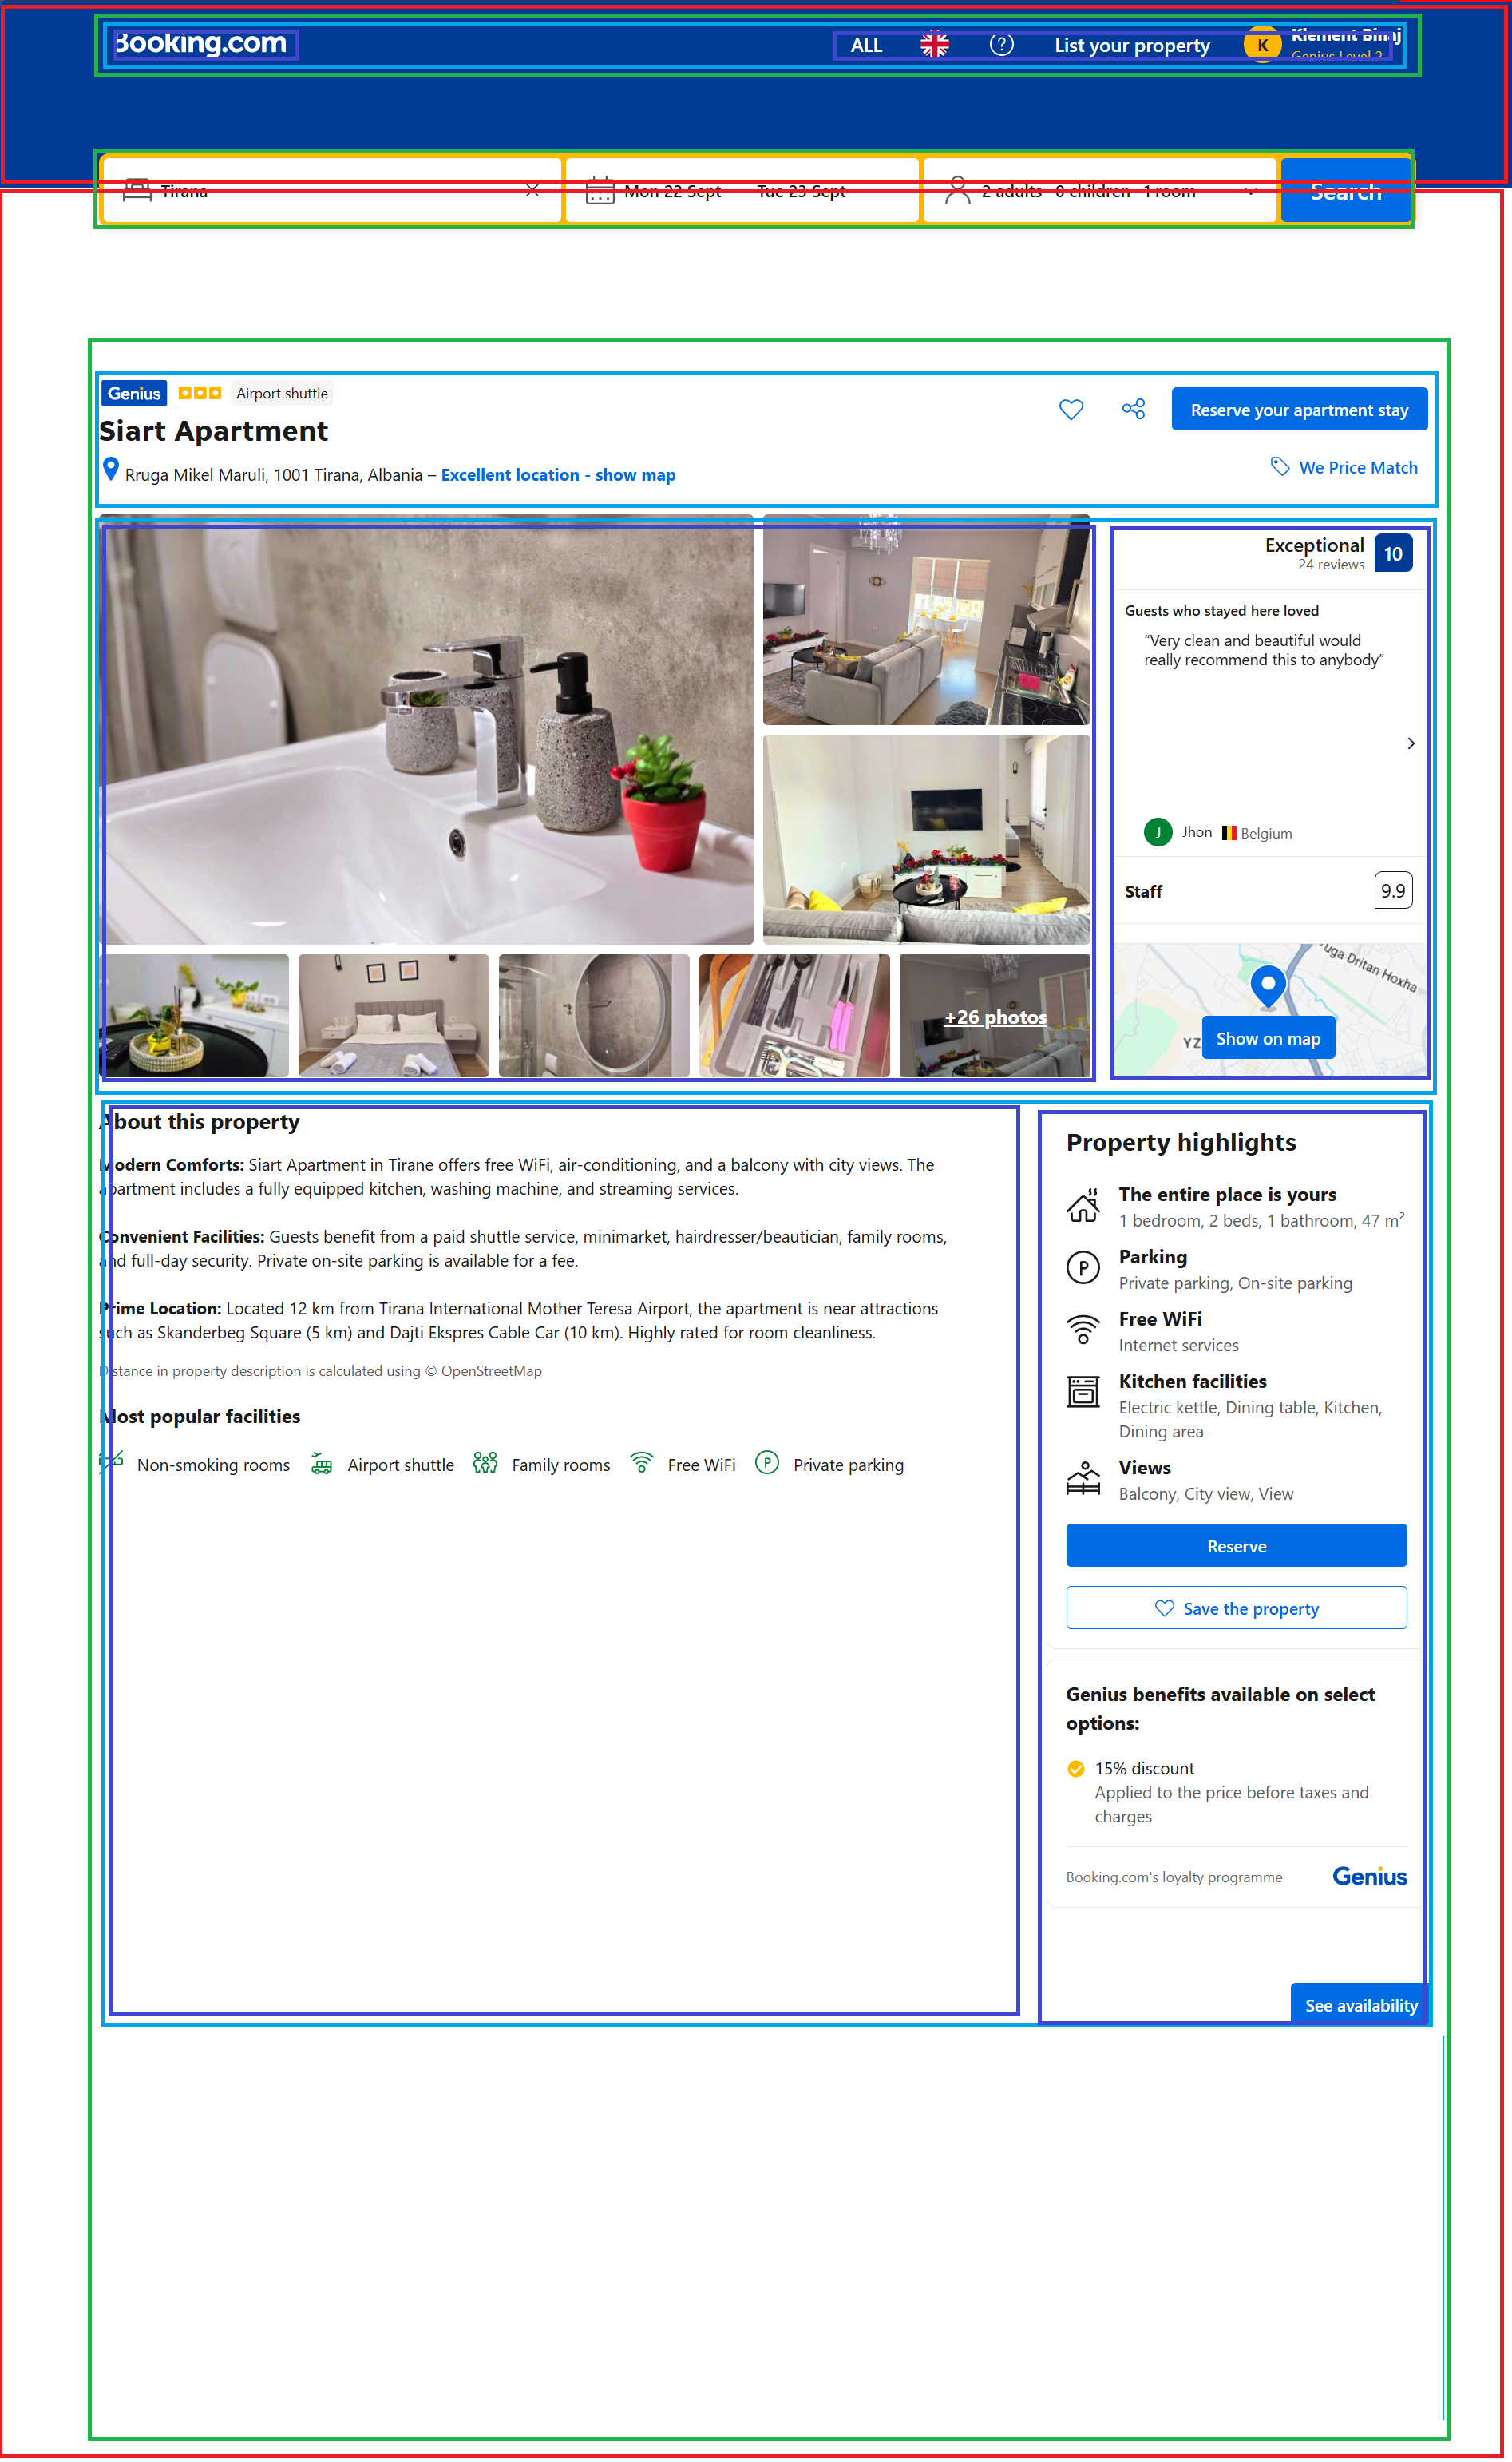 Booking.com
ALL
List your property
K
Klement Binaj
Genius Level 2
Tirana
Mon 22 Sept
Tue 23 Sept
2 adults · 0 children · 1 room
Search
Genius
Airport shuttle
Reserve your apartment stay
Siart Apartment
Rruga Mikel Maruli, 1001 Tirana, Albania – Excellent location - show map
We Price Match
Exceptional
24 reviews
10
Guests who stayed here loved
“Very clean and beautiful would
really recommend this to anybody”
J
Jhon
Belgium
Staff
9.9
+26 photos
uga Dritan Hoxha
YZ
Show on map
About this property
Modern Comforts: Siart Apartment in Tirane offers free WiFi, air-conditioning, and a balcony with city views. The
apartment includes a fully equipped kitchen, washing machine, and streaming services.
Convenient Facilities: Guests benefit from a paid shuttle service, minimarket, hairdresser/beautician, family rooms,
and full-day security. Private on-site parking is available for a fee.
Prime Location: Located 12 km from Tirana International Mother Teresa Airport, the apartment is near attractions
such as Skanderbeg Square (5 km) and Dajti Ekspres Cable Car (10 km). Highly rated for room cleanliness.
Distance in property description is calculated using © OpenStreetMap
Most popular facilities
Non-smoking rooms
Airport shuttle
Family rooms
Free WiFi
P
Private parking
Property highlights
The entire place is yours
1 bedroom, 2 beds, 1 bathroom, 47 m²
P
Parking
Private parking, On-site parking
Free WiFi
Internet services
Kitchen facilities
Electric kettle, Dining table, Kitchen,
Dining area
Views
Balcony, City view, View
Reserve
Save the property
Genius benefits available on select
options:
15% discount
Applied to the price before taxes and
charges
Booking.com's loyalty programme
Genius
See availability